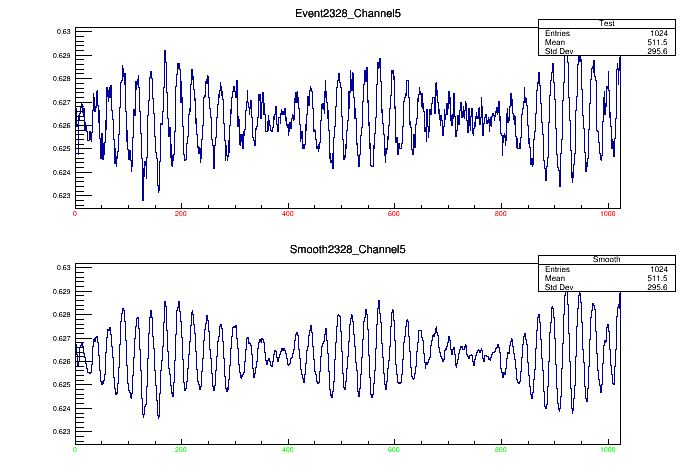 Event2328_Channel5
Test
Entries 1024
Mean 511.5
Std Dev 295.6
0.63
0.629
0.628
0.627
0.626
0.625
0.624
0.623
0 200 400 600 800 1000
Smooth2328_Channel5
Smooth
Entries 1024
Mean 511.5
Std Dev 295.6
0.63
0.629
0.628
0.627
0.626
0.625
0.624
0.623
0 200 400 600 800 1000